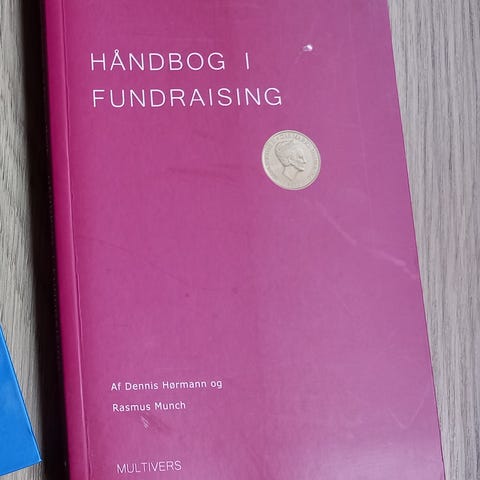 HÅNDBOG I
FUNDRAISING
Af Dennis Hørmann og
Rasmus Munch
MULTIVERS